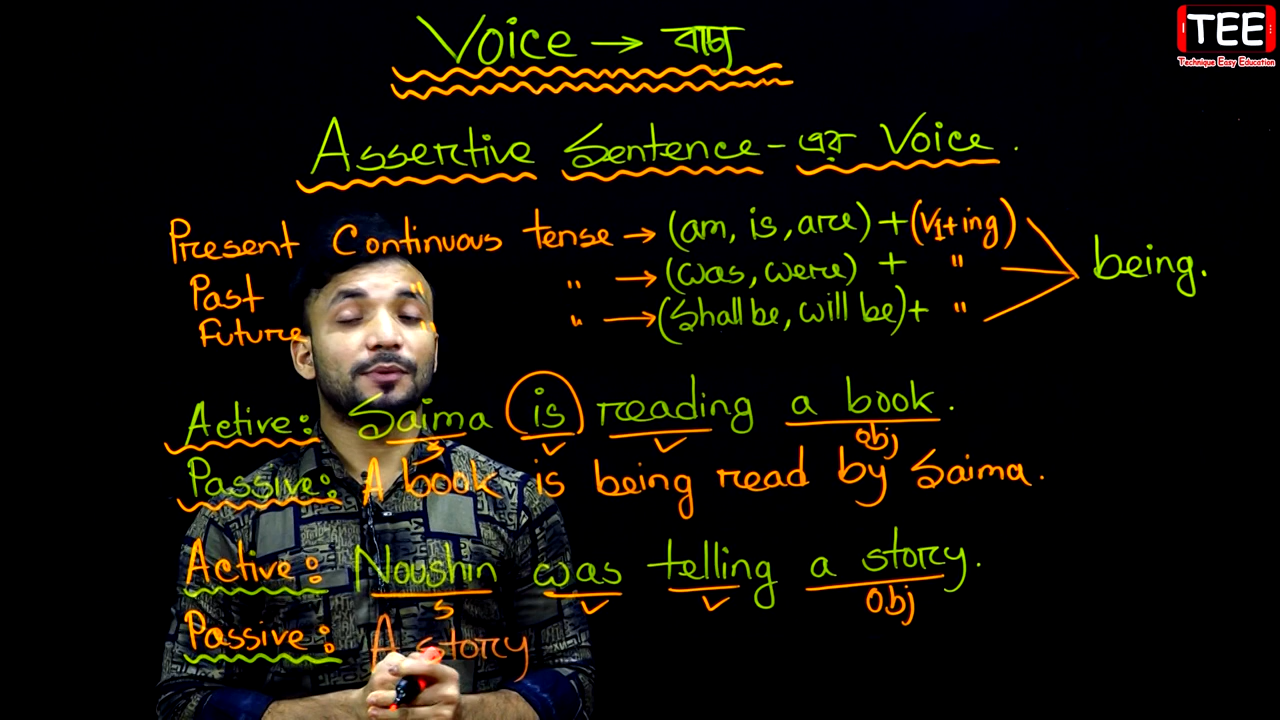 Voice → বাচ্য
TEE
Technique Easy Education
Assertive Sentence - এর Voice.
Present Continuous tense → (am, is, are) + (V1+ing)
Past " " → (was, were) + "
Future " " → (Shall be, will be) + "
being.
Active: Saima is reading a book.
S v v obj
Passive: A book is being read by Saima.
Active: Noushin was telling a story.
S v v obj
Passive: A story